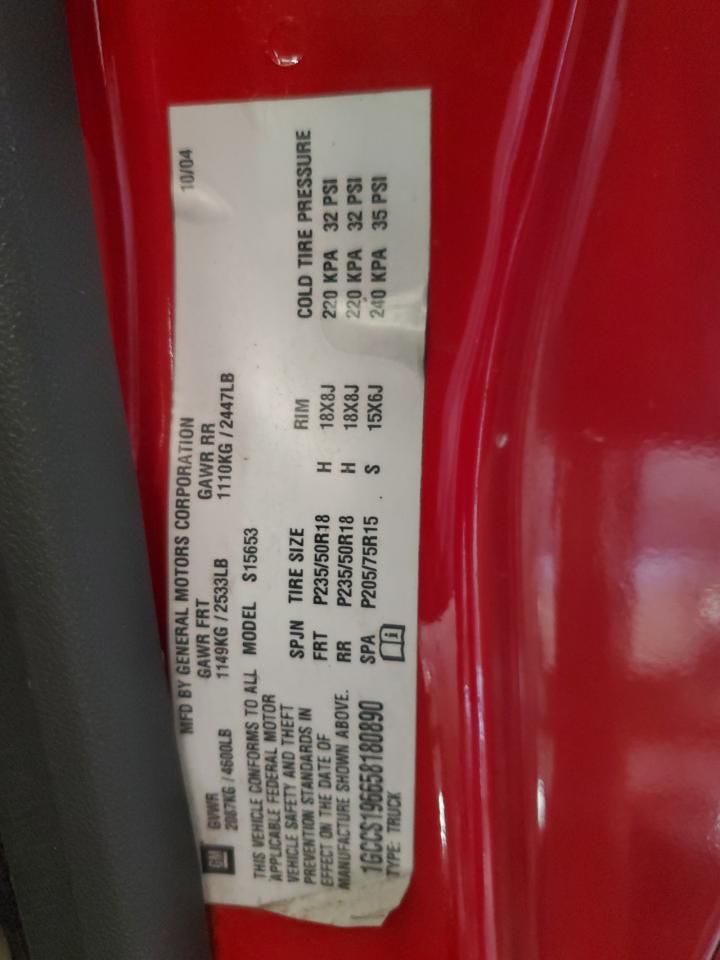 GM MFD BY GENERAL MOTORS CORPORATION 10/04
GVWR GAWR FRT GAWR RR
2087KG / 4600LB 1149KG / 2533LB 1110KG / 2447LB
THIS VEHICLE CONFORMS TO ALL
APPLICABLE FEDERAL MOTOR
VEHICLE SAFETY AND THEFT
PREVENTION STANDARDS IN
EFFECT ON THE DATE OF
MANUFACTURE SHOWN ABOVE.
1GCCS196658180890
TYPE: TRUCK
MODEL S15653
SPJN TIRE SIZE RIM COLD TIRE PRESSURE
FRT P235/50R18 H 18X8J 220 KPA 32 PSI
RR P235/50R18 H 18X8J 220 KPA 32 PSI
SPA P205/75R15 S 15X6J 240 KPA 35 PSI